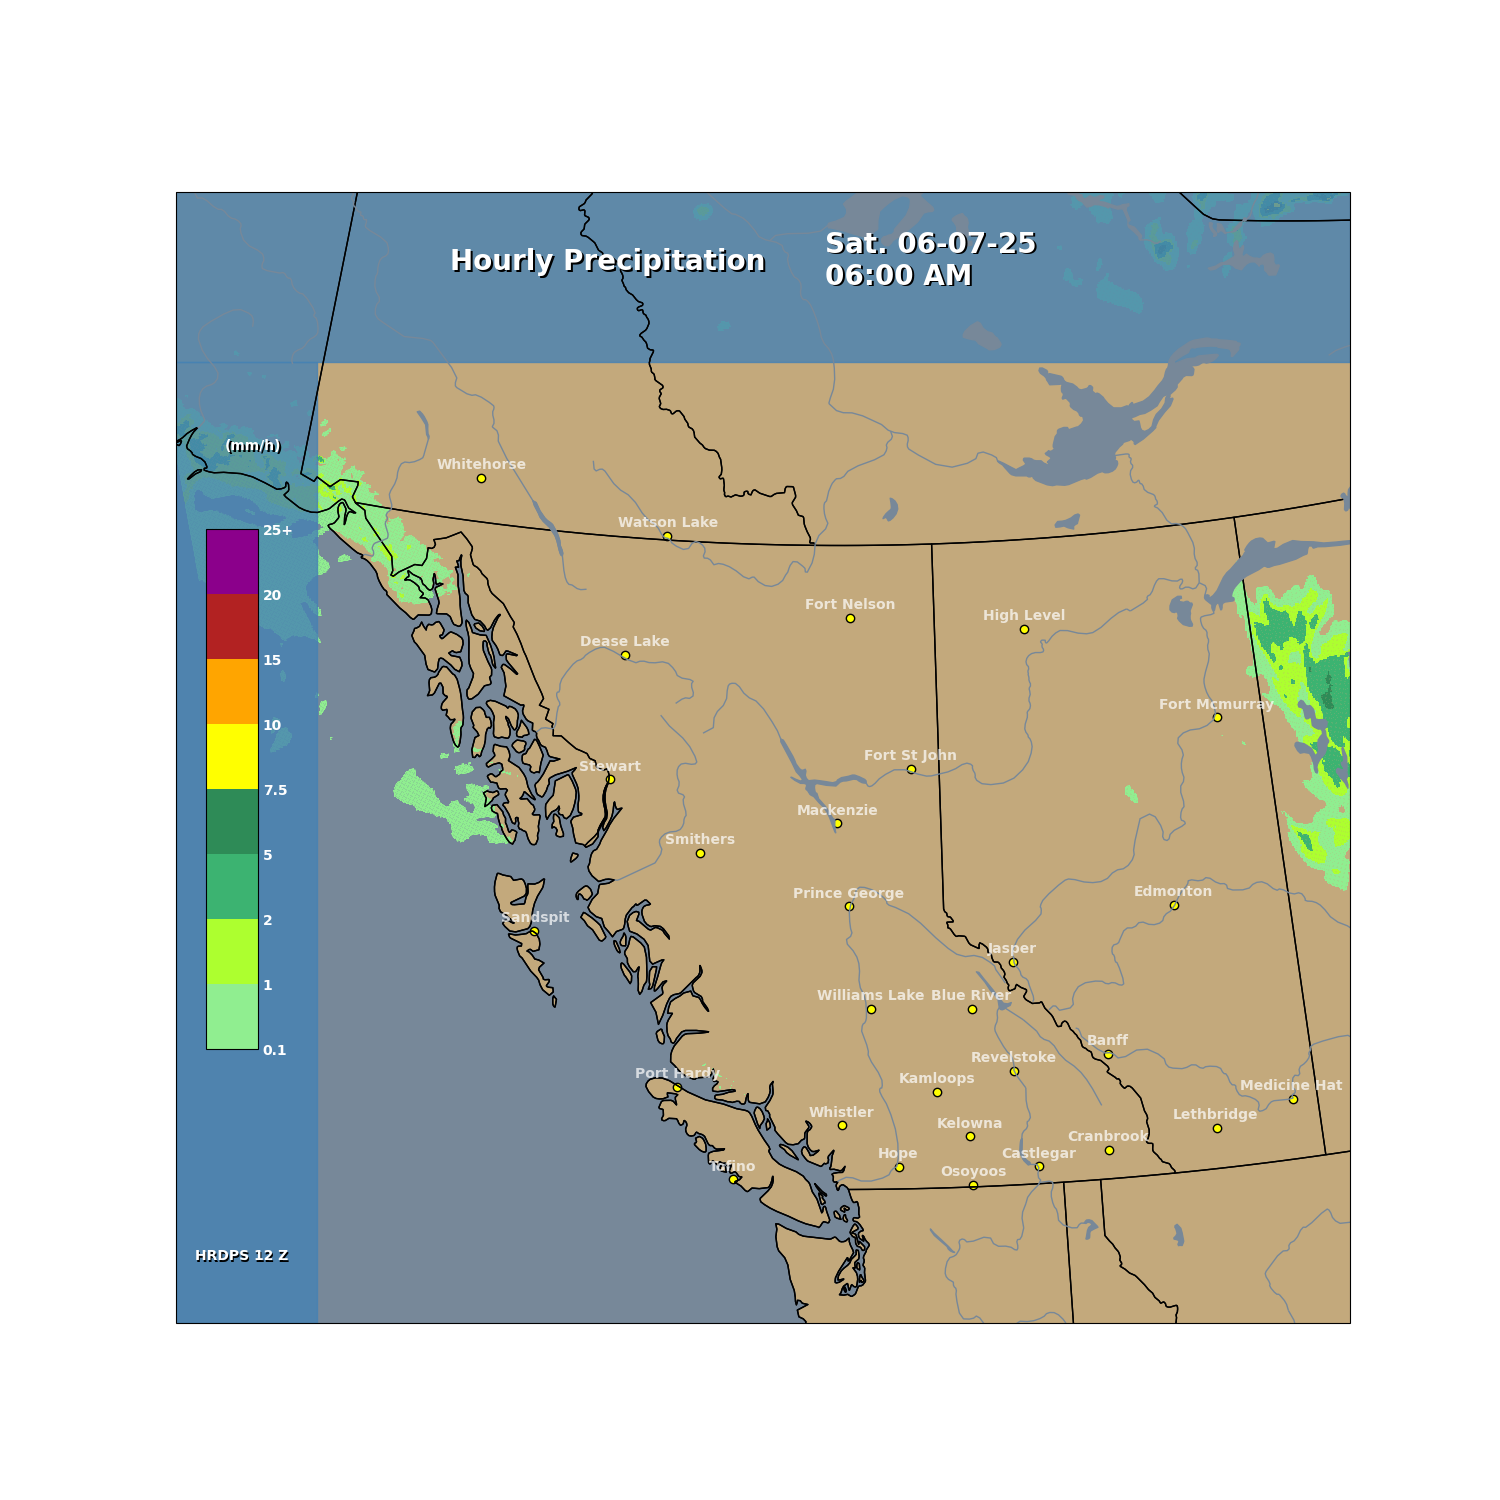 Hourly Precipitation
Sat. 06-07-25
06:00 AM
(mm/h)
25+
20
15
10
7.5
5
2
1
0.1
Whitehorse
Watson Lake
Fort Nelson
High Level
Dease Lake
Fort Mcmurray
Fort St John
Stewart
Mackenzie
Smithers
Prince George
Edmonton
Sandspit
Jasper
Williams Lake
Blue River
Banff
Revelstoke
Port Hardy
Kamloops
Medicine Hat
Whistler
Lethbridge
Kelowna
Cranbrook
Hope
Castlegar
Tofino
Osoyoos
HRDPS 12 Z